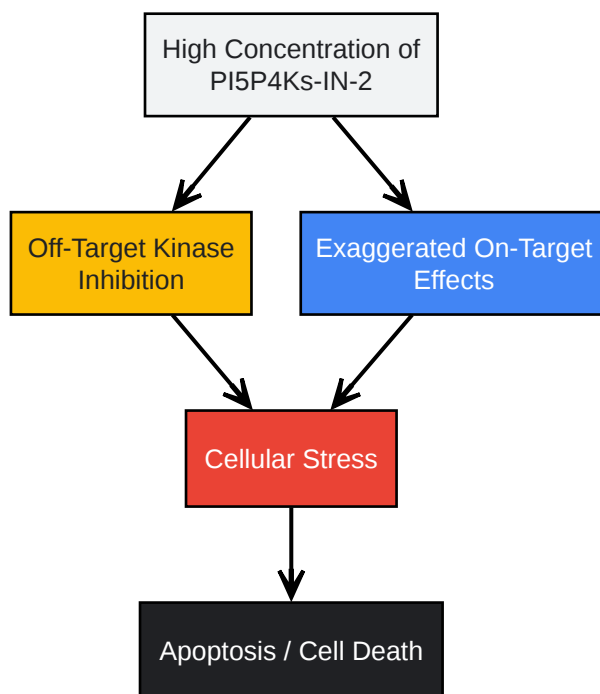 High Concentration of
PI5P4Ks-IN-2
Off-Target Kinase
Inhibition
Exaggerated On-Target
Effects
Cellular Stress
Apoptosis / Cell Death